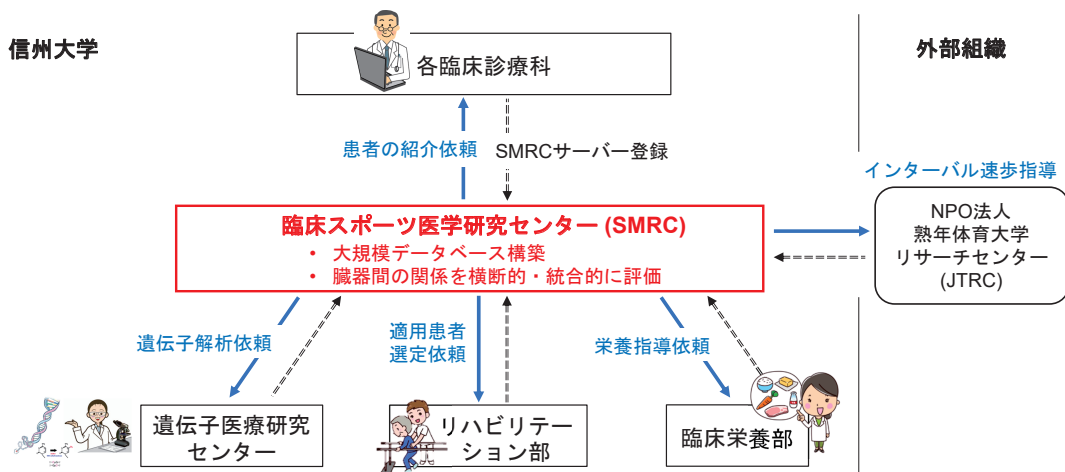 信州大学
外部組織
各臨床診療科
患者の紹介依頼
SMRCサーバー登録
インターバル速歩指導
臨床スポーツ医学研究センター (SMRC)
• 大規模データベース構築
• 臓器間の関係を横断的・統合的に評価
NPO法人
熟年体育大学
リサーチセンター
(JTRC)
遺伝子解析依頼
適用患者
選定依頼
栄養指導依頼
遺伝子医療研究
センター
リハビリテー
ション部
臨床栄養部